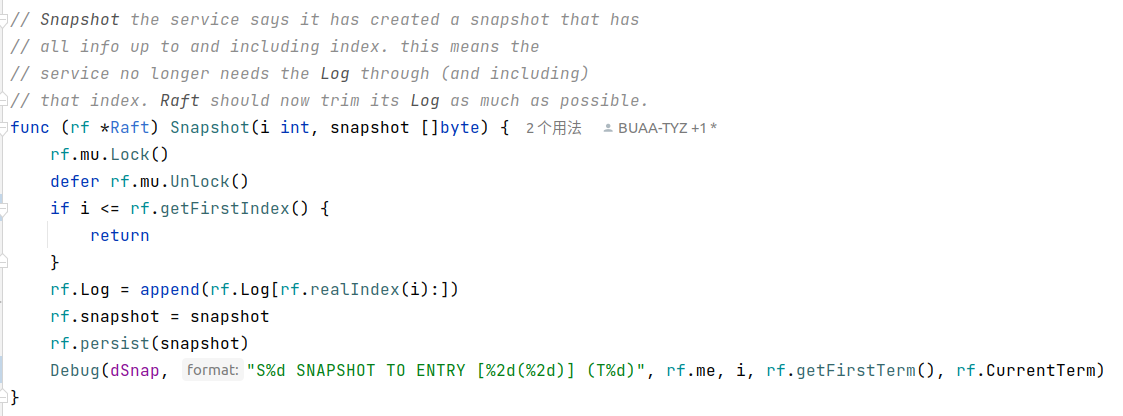 // Snapshot the service says it has created a snapshot that has
// all info up to and including index. this means the
// service no longer needs the Log through (and including)
// that index. Raft should now trim its Log as much as possible.
func (rf *Raft) Snapshot(i int, snapshot []byte) { 2 个用法 BUAA-TYZ +1 *
    rf.mu.Lock()
    defer rf.mu.Unlock()
    if i <= rf.getFirstIndex() {
        return
    }
    rf.Log = append(rf.Log[rf.realIndex(i):])
    rf.snapshot = snapshot
    rf.persist(snapshot)
    Debug(dSnap, format: "S%d SNAPSHOT TO ENTRY [%2d(%2d)] (T%d)", rf.me, i, rf.getFirstTerm(), rf.CurrentTerm)
}